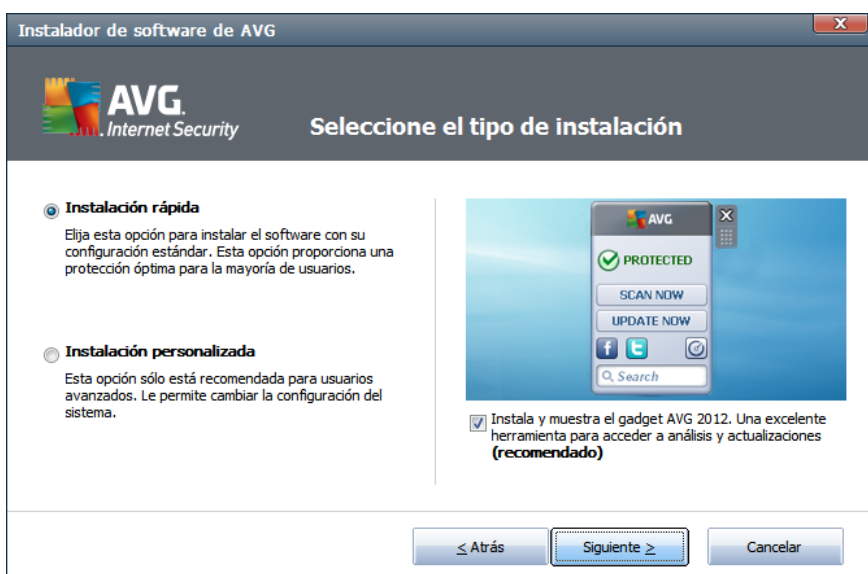 Instalador de software de AVG
X
AVG.
Internet Security
Seleccione el tipo de instalación
Instalación rápida
Elija esta opción para instalar el software con su
configuración estándar. Esta opción proporciona una
protección óptima para la mayoría de usuarios.
Instalación personalizada
Esta opción sólo está recomendada para usuarios
avanzados. Le permite cambiar la configuración del
sistema.
AVG
X
PROTECTED
SCAN NOW
UPDATE NOW
f t
Search
Instala y muestra el gadget AVG 2012. Una excelente
herramienta para acceder a análisis y actualizaciones
(recomendado)
< Atrás
Siguiente >
Cancelar